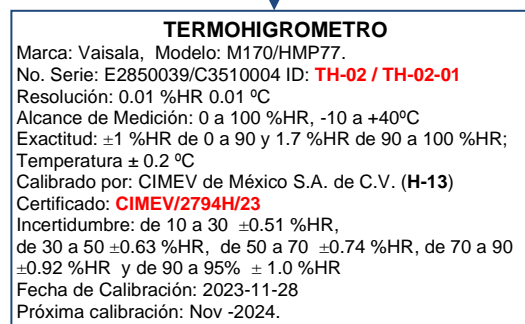 TERMOHIGROMETRO
Marca: Vaisala, Modelo: M170/HMP77.
No. Serie: E2850039/C3510004 ID: TH-02 / TH-02-01
Resolución: 0.01 %HR 0.01 ºC
Alcance de Medición: 0 a 100 %HR, -10 a +40ºC
Exactitud: ±1 %HR de 0 a 90 y 1.7 %HR de 90 a 100 %HR;
Temperatura ± 0.2 ºC
Calibrado por: CIMEV de México S.A. de C.V. (H-13)
Certificado: CIMEV/2794H/23
Incertidumbre: de 10 a 30 ±0.51 %HR,
de 30 a 50 ±0.63 %HR, de 50 a 70 ±0.74 %HR, de 70 a 90
±0.92 %HR y de 90 a 95% ± 1.0 %HR
Fecha de Calibración: 2023-11-28
Próxima calibración: Nov -2024.